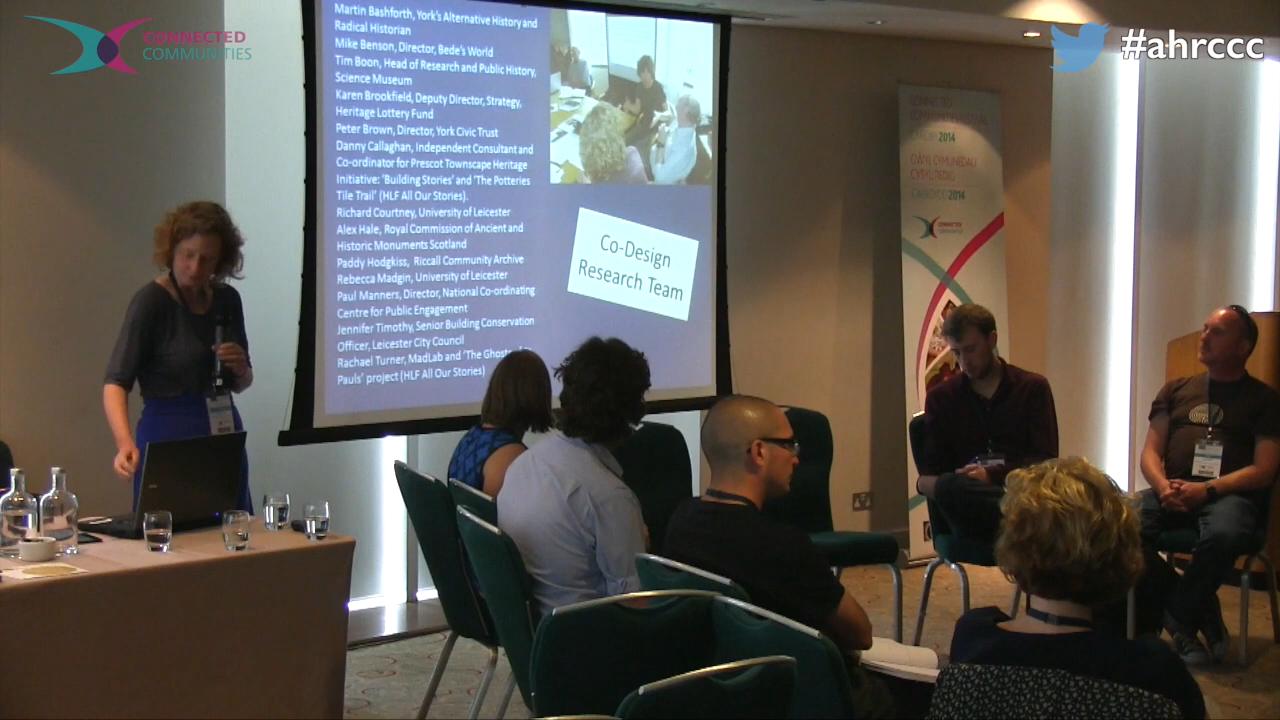 CONNECTED
COMMUNITIES
#ahrccc
Martin Bashforth, York's Alternative History and
Radical Historian
Mike Benson, Director, Bede's World
Tim Boon, Head of Research and Public History,
Science Museum
Karen Brookfield, Deputy Director, Strategy,
Heritage Lottery Fund
Peter Brown, Director, York Civic Trust
Danny Callaghan, Independent Consultant and
Co-ordinator for Prescot Townscape Heritage
Initiative: 'Building Stories' and 'The Potteries
Tile Trail' (HLF All Our Stories).
Richard Courtney, University of Leicester
Alex Hale, Royal Commission of Ancient and
Historic Monuments Scotland
Paddy Hodgkiss, Riccall Community Archive
Rebecca Madgin, University of Leicester
Paul Manners, Director, National Co-ordinating
Centre for Public Engagement
Jennifer Timothy, Senior Building Conservation
Officer, Leicester City Council
Rachael Turner, MadLab and 'The Ghosts
Pauls' project (HLF All Our Stories)
Co-Design
Research Team
CONNECTED
2014
GŴYL CYMUNEDAU
CYSYLLTIEDIG
2014